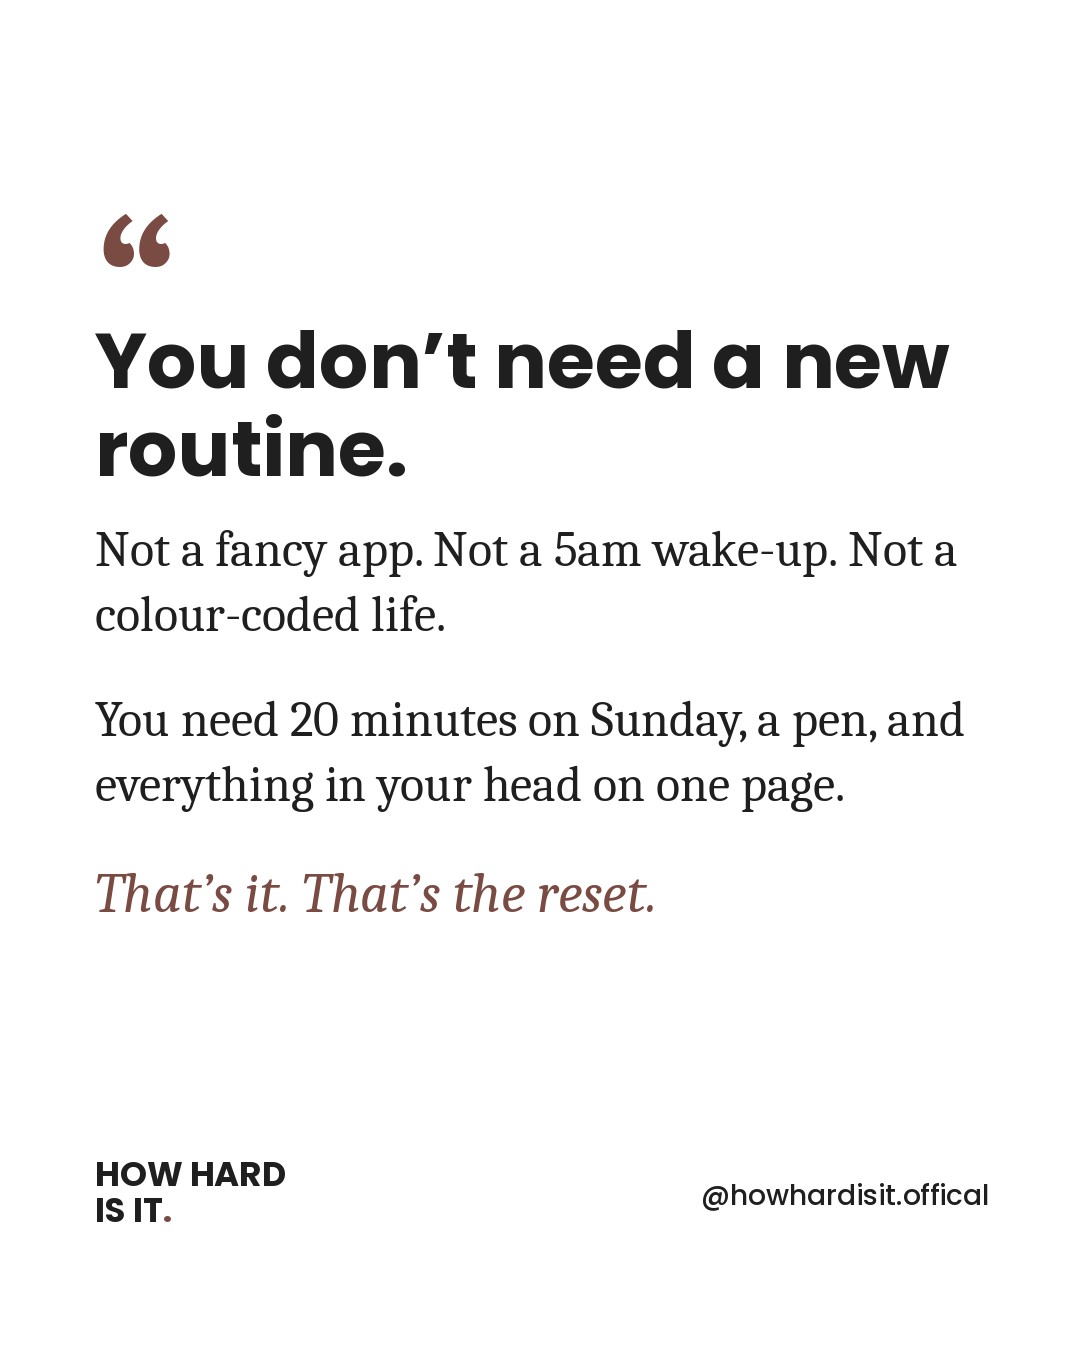 “
You don’t need a new
routine.
Not a fancy app. Not a 5am wake-up. Not a
colour-coded life.
You need 20 minutes on Sunday, a pen, and
everything in your head on one page.
That’s it. That’s the reset.
HOW HARD
IS IT.
@howhardisit.offical